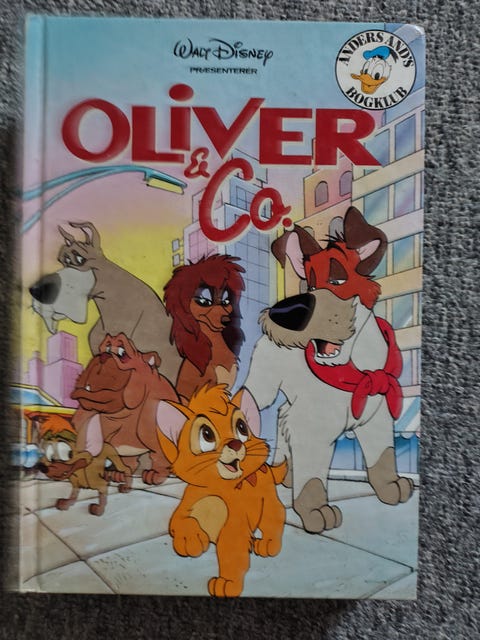 WALT DISNEY
PRÆSENTERER
ANDERS AND'S
BOGKLUB
OLiVER
& Co.